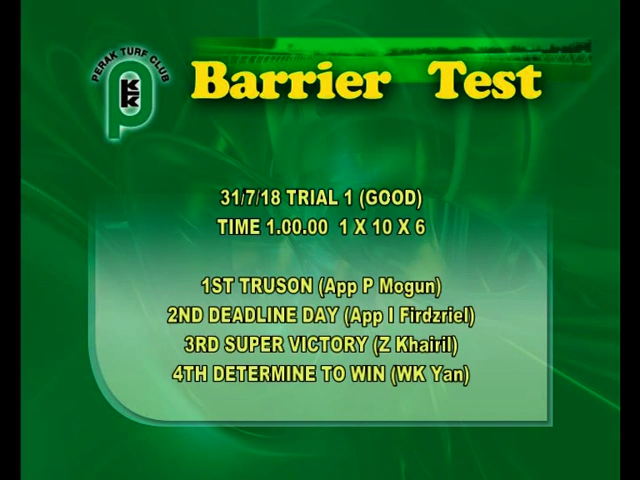 PERAK TURF CLUB
KK
Barrier Test
31/7/18 TRIAL 1 (GOOD)
TIME 1.00.00 1 X 10 X 6
1ST TRUSON (App P Mogun)
2ND DEADLINE DAY (App I Firdzriel)
3RD SUPER VICTORY (Z Khairil)
4TH DETERMINE TO WIN (WK Yan)